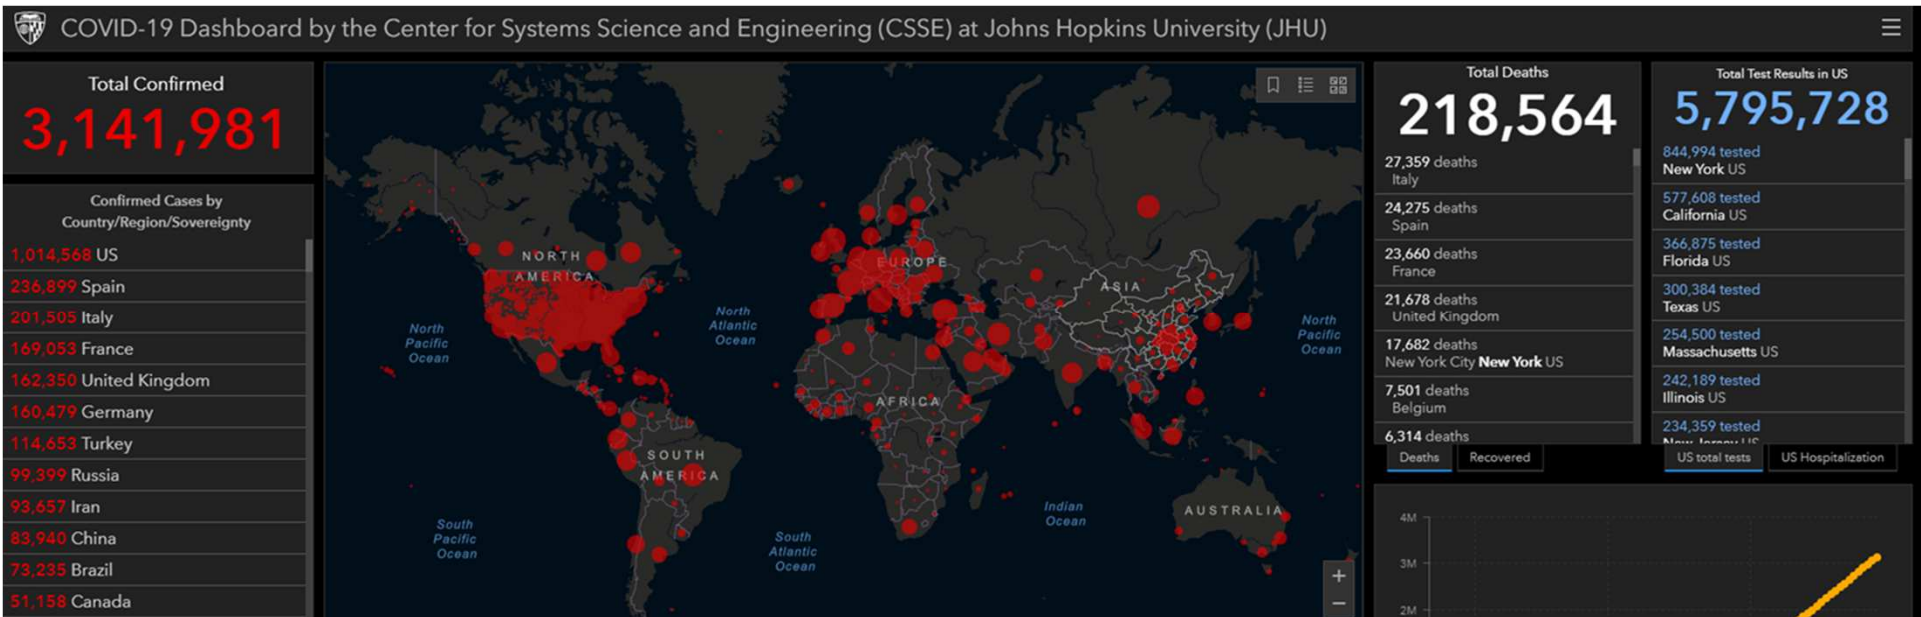 COVID-19 Dashboard by the Center for Systems Science and Engineering (CSSE) at Johns Hopkins University (JHU)
Total Confirmed
3,141,981
Confirmed Cases by
Country/Region/Sovereignty
1,014,568 US
236,899 Spain
201,505 Italy
169,053 France
162,350 United Kingdom
160,479 Germany
114,653 Turkey
99,399 Russia
93,657 Iran
83,940 China
73,235 Brazil
51,158 Canada
NORTH
AMERICA
EUROPE
ASIA
North
Pacific
Ocean
North
Atlantic
Ocean
North
Pacific
Ocean
AFRICA
SOUTH
AMERICA
AUSTRALIA
Indian
Ocean
South
Pacific
Ocean
South
Atlantic
Ocean
+
−
Total Deaths
218,564
27,359 deaths
Italy
24,275 deaths
Spain
23,660 deaths
France
21,678 deaths
United Kingdom
17,682 deaths
New York City New York US
7,501 deaths
Belgium
6,314 deaths
Deaths
Recovered
Total Test Results in US
5,795,728
844,994 tested
New York US
577,608 tested
California US
366,875 tested
Florida US
300,384 tested
Texas US
254,500 tested
Massachusetts US
242,189 tested
Illinois US
234,359 tested
New Jersey US
US total tests
US Hospitalization
4M
3M
2M